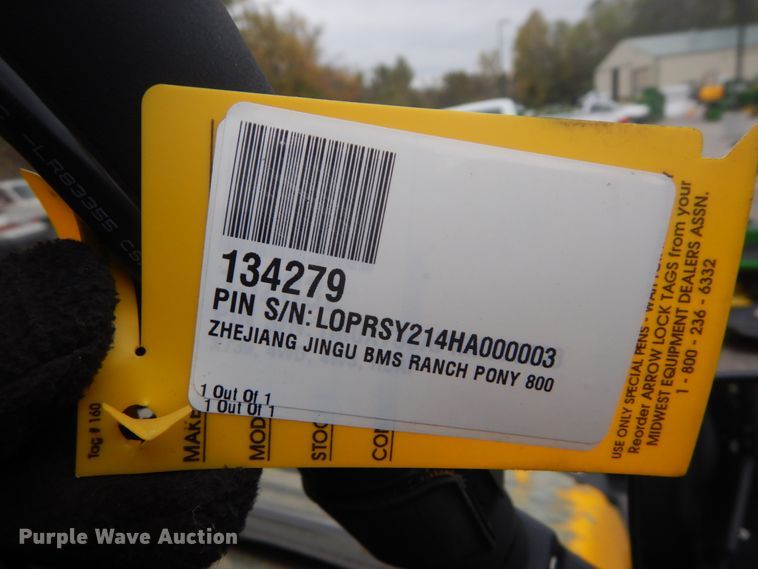 -LR83355 CS
134279
PIN S/N: LOPRSY214HA000003
ZHEJIANG JINGU BMS RANCH PONY 800
1 Out Of 1
1 Out Of 1
Tag # 160
MAKE
MOD
STOC
USE ONLY SPECIAL PENS -
Reorder ARROW LOCK TAGS from your
MIDWEST EQUIPMENT DEALERS ASSN.
1 - 800 - 236 - 6332
Purple Wave Auction